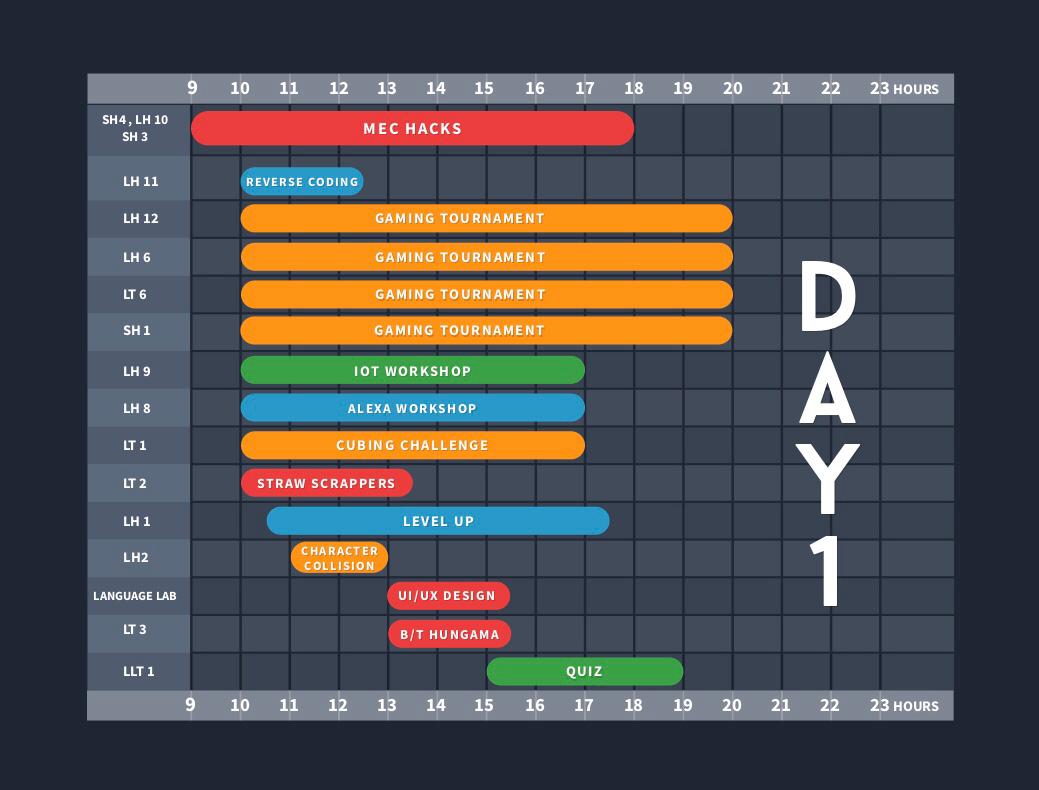 9 10 11 12 13 14 15 16 17 18 19 20 21 22 23 HOURS
SH4, LH 10
SH 3
MEC HACKS
LH 11 REVERSE CODING
LH 12 GAMING TOURNAMENT
LH 6 GAMING TOURNAMENT
LT 6 GAMING TOURNAMENT
SH 1 GAMING TOURNAMENT
LH 9 IOT WORKSHOP
LH 8 ALEXA WORKSHOP
LT 1 CUBING CHALLENGE
LT 2 STRAW SCRAPPERS
LH 1 LEVEL UP
LH2 CHARACTER
COLLISION
LANGUAGE LAB UI/UX DESIGN
LT 3 B/T HUNGAMA
LLT 1 QUIZ
9 10 11 12 13 14 15 16 17 18 19 20 21 22 23 HOURS
D
A
Y
1